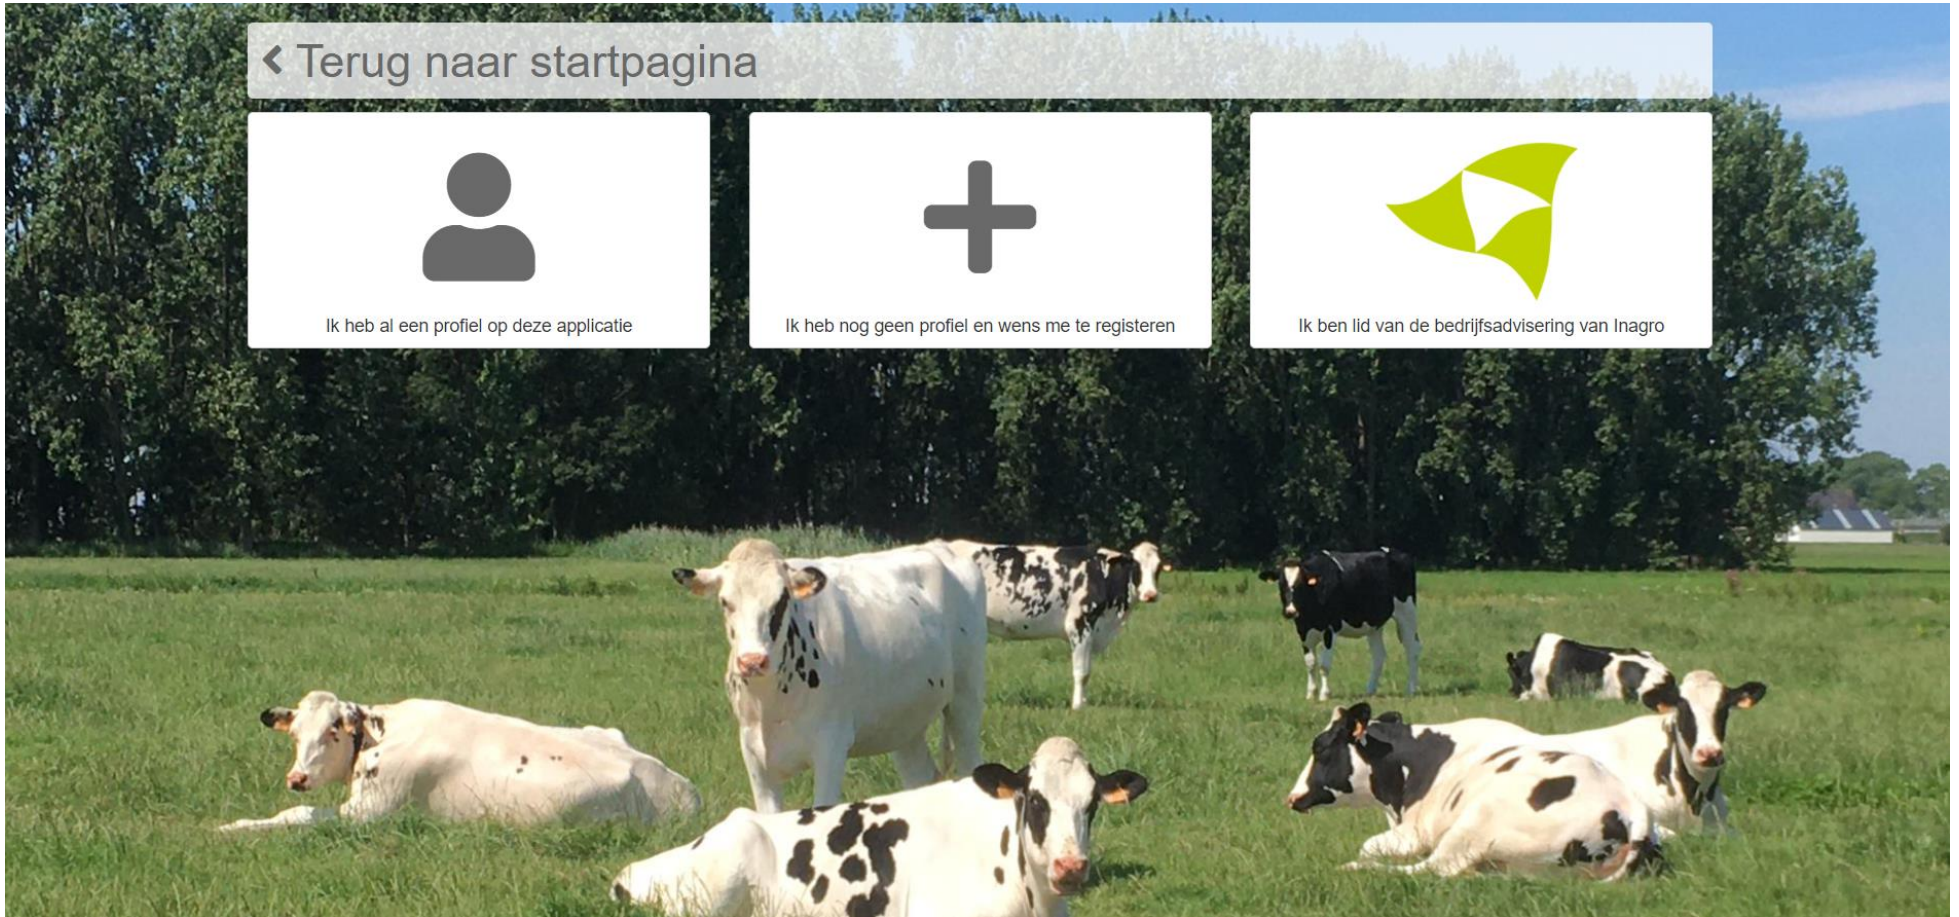 Terug naar startpagina
Ik heb al een profiel op deze applicatie
Ik heb nog geen profiel en wens me te registeren
Ik ben lid van de bedrijfsadvisering van Inagro